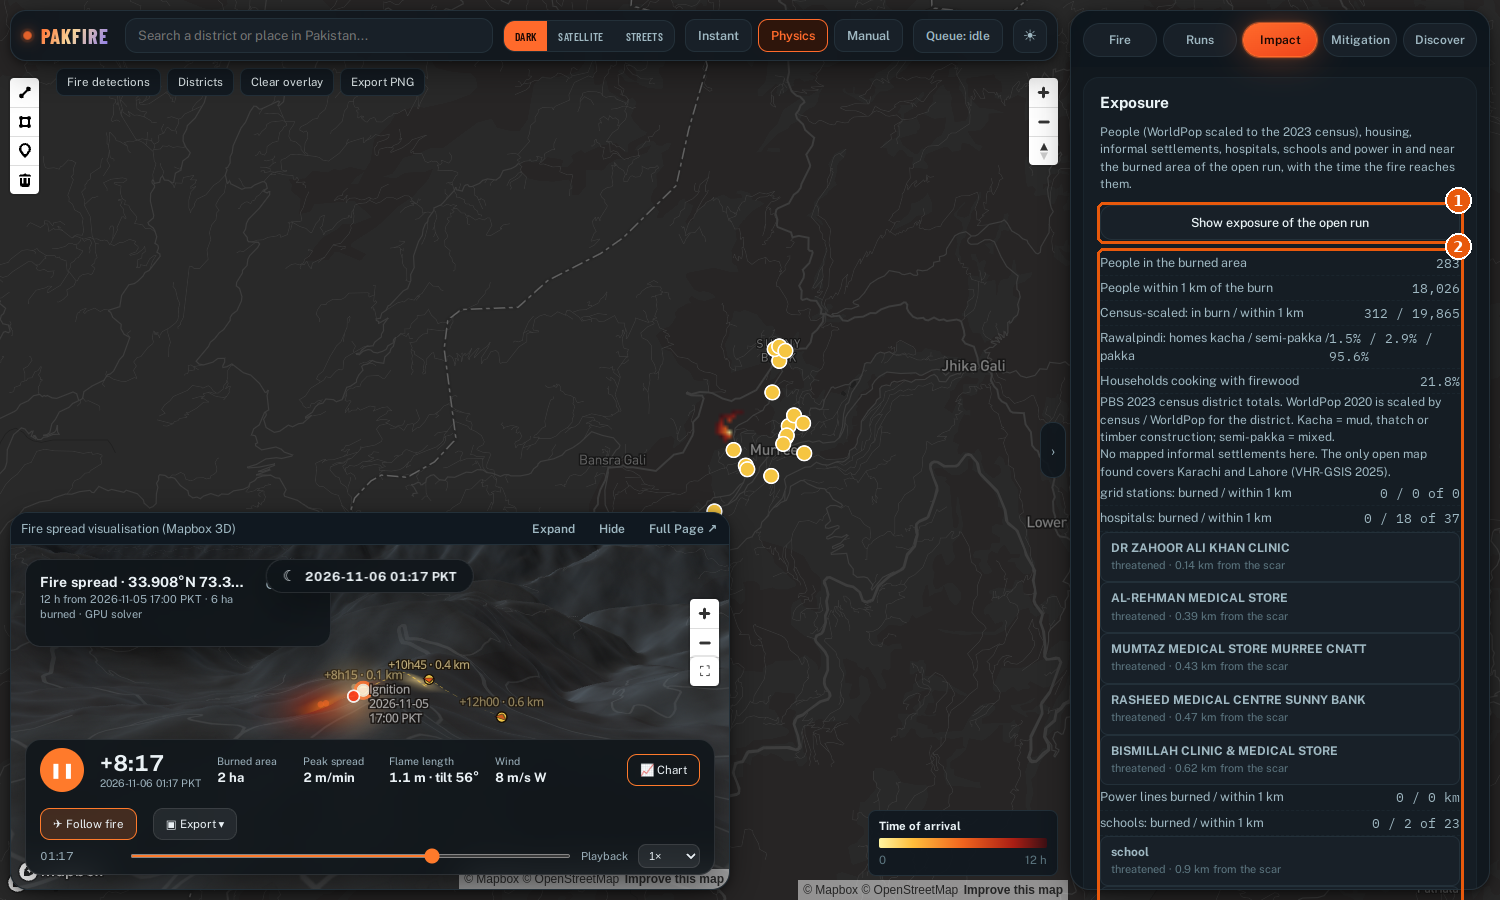 PAKFIRE
Search a district or place in Pakistan...
DARK
SATELLITE
STREETS
Instant
Physics
Manual
Queue: idle
Fire
Runs
Impact
Mitigation
Discover
Fire detections
Districts
Clear overlay
Export PNG
Exposure
People (WorldPop scaled to the 2023 census), housing,
informal settlements, hospitals, schools and power in and near
the burned area of the open run, with the time the fire reaches
them.
1
Show exposure of the open run
2
People in the burned area 283
People within 1 km of the burn 18,026
Census-scaled: in burn / within 1 km 312 / 19,865
Rawalpindi: homes kacha / semi-pakka / 1.5% / 2.9% /
pakka 95.6%
Households cooking with firewood 21.8%
PBS 2023 census district totals. WorldPop 2020 is scaled by
census / WorldPop for the district. Kacha = mud, thatch or
timber construction; semi-pakka = mixed.
No mapped informal settlements here. The only open map
found covers Karachi and Lahore (VHR-GSIS 2025).
grid stations: burned / within 1 km 0 / 0 of 0
hospitals: burned / within 1 km 0 / 18 of 37
DR ZAHOOR ALI KHAN CLINIC
threatened · 0.14 km from the scar
AL-REHMAN MEDICAL STORE
threatened · 0.39 km from the scar
MUMTAZ MEDICAL STORE MURREE CNATT
threatened · 0.43 km from the scar
RASHEED MEDICAL CENTRE SUNNY BANK
threatened · 0.47 km from the scar
BISMILLAH CLINIC & MEDICAL STORE
threatened · 0.62 km from the scar
Power lines burned / within 1 km 0 / 0 km
schools: burned / within 1 km 0 / 2 of 23
school
threatened · 0.9 km from the scar
Jhika Gali
Murree
Bansra Gali
Lower
Fire spread visualisation (Mapbox 3D)
Expand
Hide
Full Page ↗
Fire spread · 33.908°N 73.3...
12 h from 2026-11-05 17:00 PKT · 6 ha
burned · GPU solver
2026-11-06 01:17 PKT
+10h45 · 0.4 km
+8h15 · 0.1 km
Ignition
2026-11-05
17:00 PKT
+12h00 · 0.6 km
+8:17
2026-11-06 01:17 PKT
Burned area
2 ha
Peak spread
2 m/min
Flame length
1.1 m · tilt 56°
Wind
8 m/s W
Chart
Follow fire
Export ▾
01:17
Playback
1×
mapbox
© Mapbox © OpenStreetMap Improve this map
Time of arrival
0 12 h
© Mapbox © OpenStreetMap Improve this map